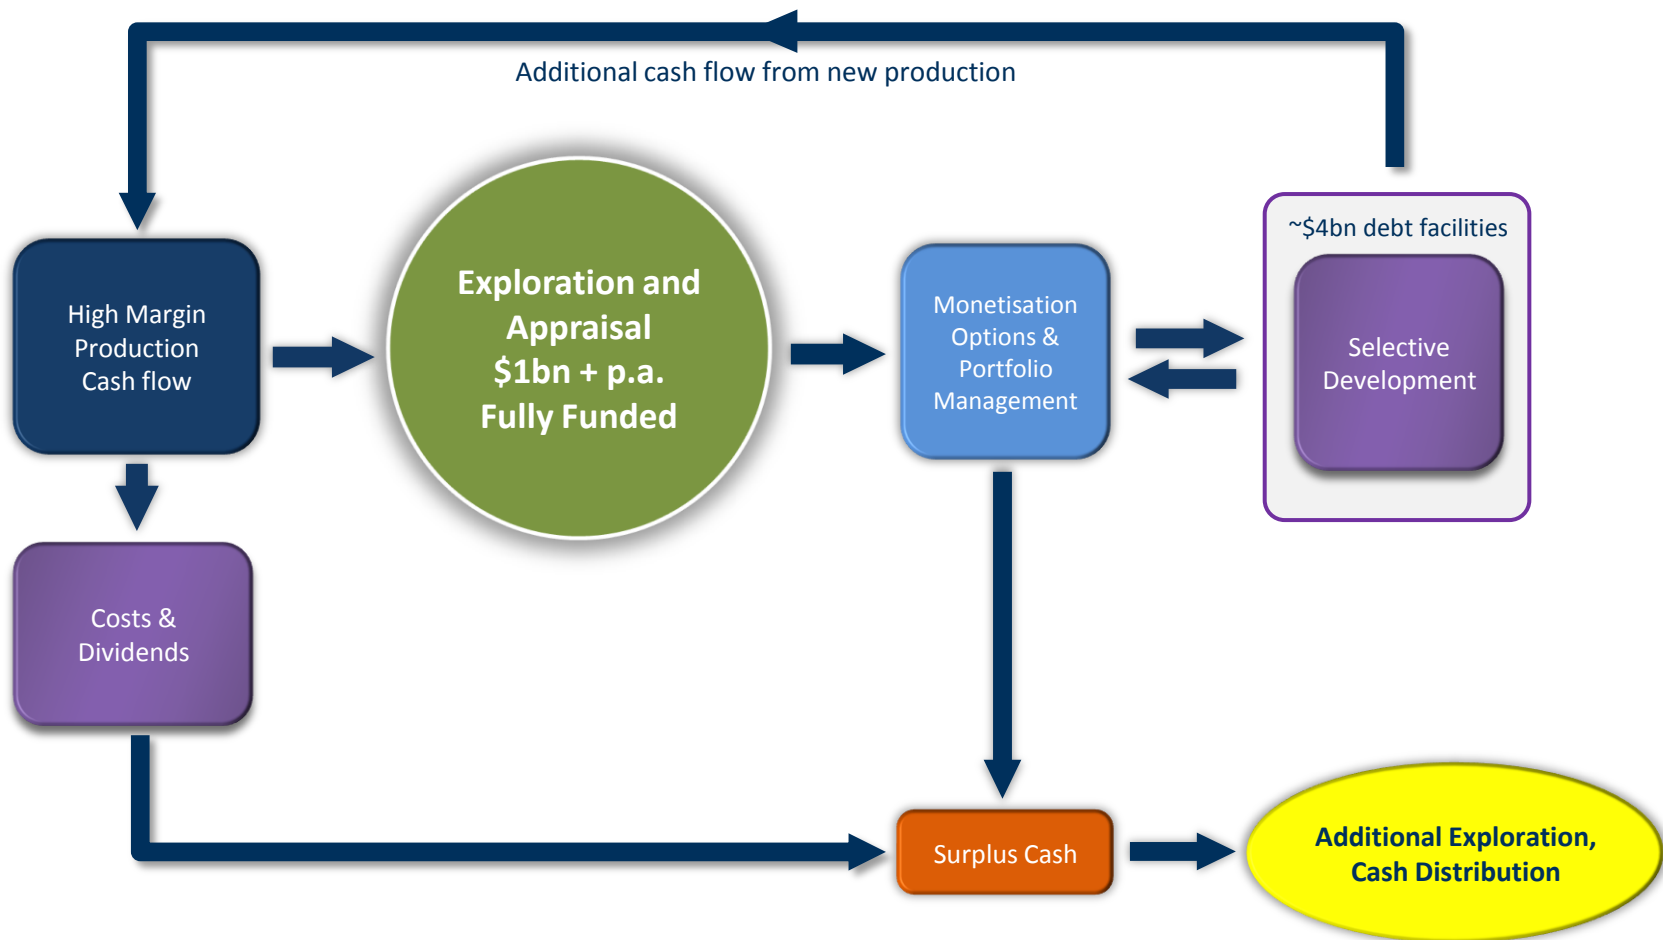 Additional cash flow from new production
High Margin
Production
Cash flow
Exploration and
Appraisal
$1bn + p.a.
Fully Funded
Monetisation
Options &
Portfolio
Management
~$4bn debt facilities
Selective
Development
Costs &
Dividends
Surplus Cash
Additional Exploration,
Cash Distribution